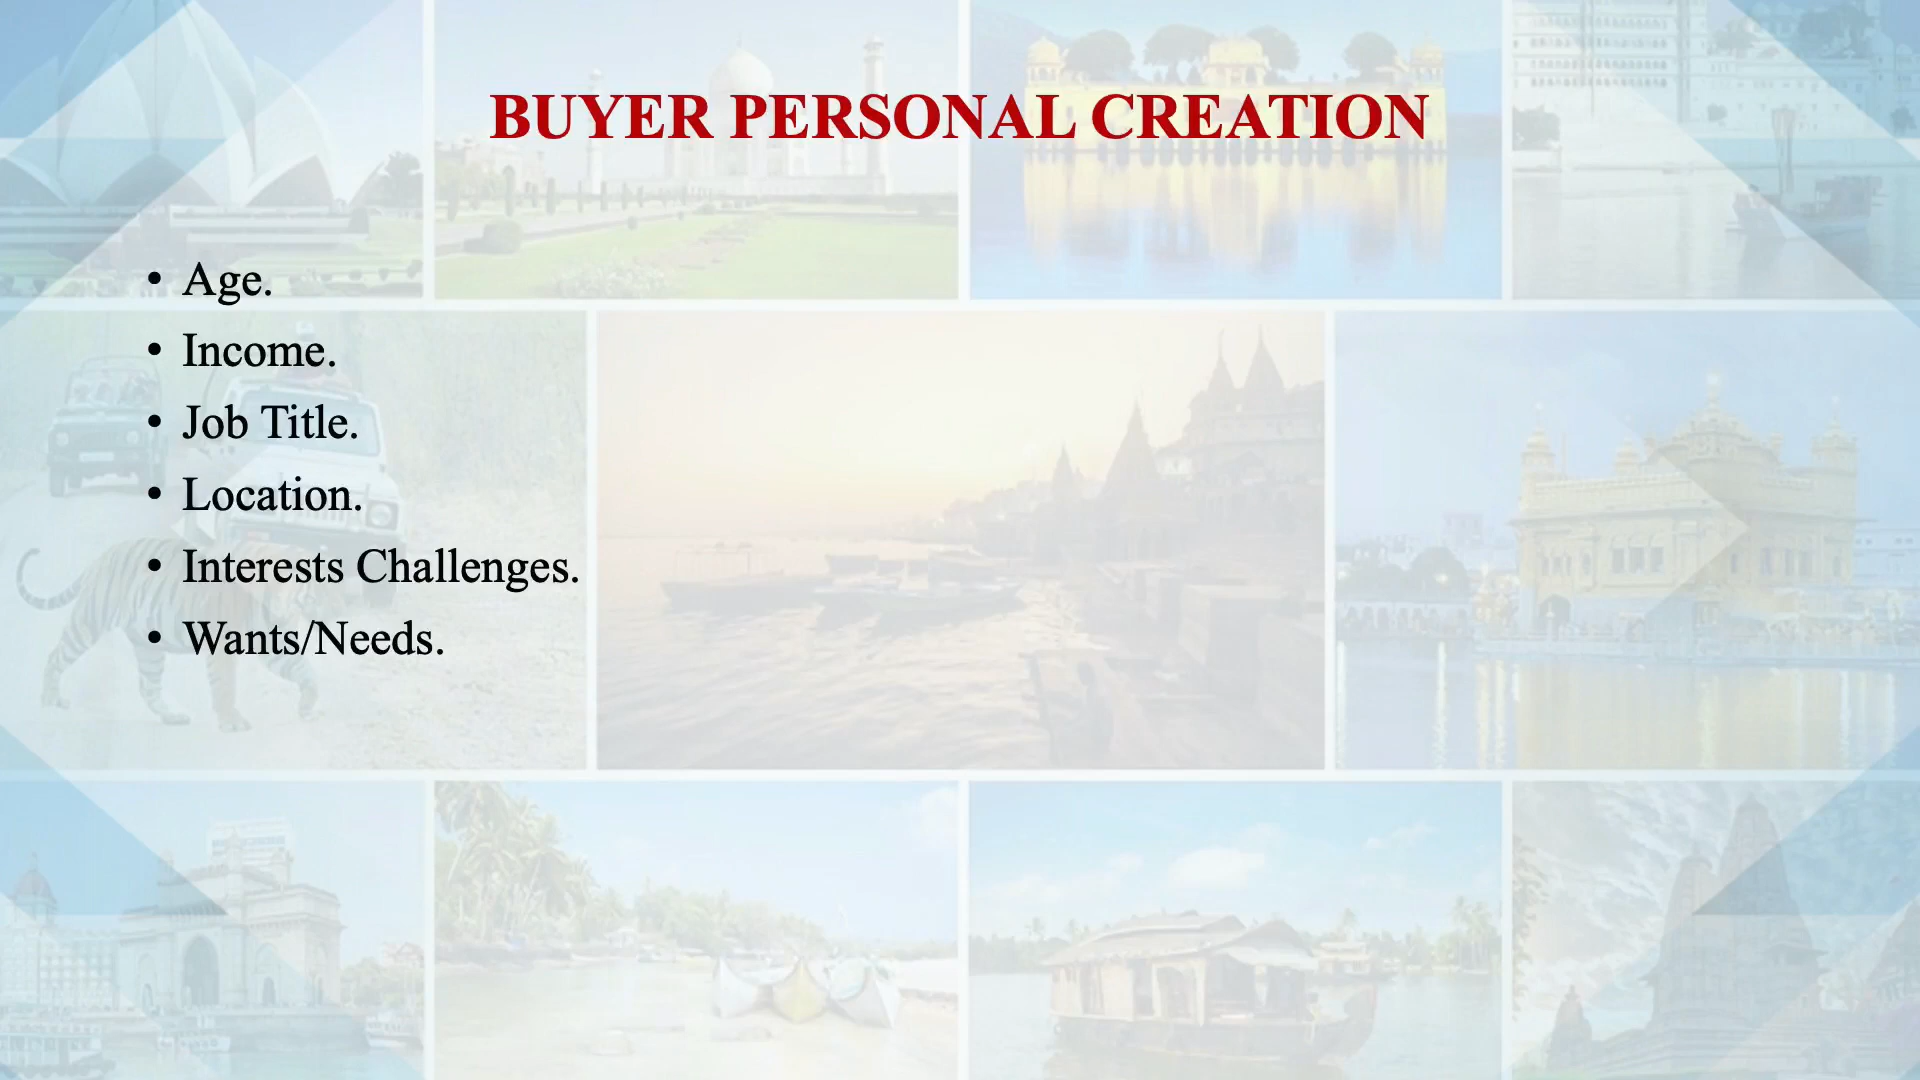 BUYER PERSONAL CREATION
• Age.
• Income.
• Job Title.
• Location.
• Interests Challenges.
• Wants/Needs.